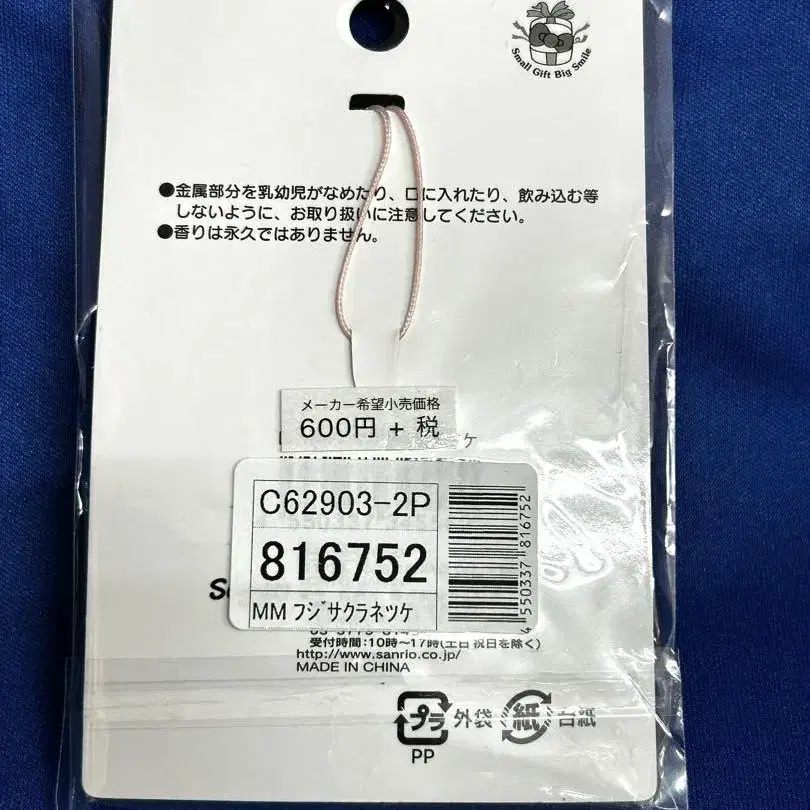 Small Gift Big Smile
●金属部分を乳幼児がなめたり、口に入れたり、飲み込む等
しないように、お取り扱いに注意してください。
●香りは永久ではありません。
メーカー希望小売価格
600円 + 税
C62903-2P
816752
MM フジサクラネツケ
4 550337 816752
受付時間:10時～17時(土日祝日を除く)
http://www.sanrio.co.jp/
MADE IN CHINA
プラ 外袋 紙 台紙
PP